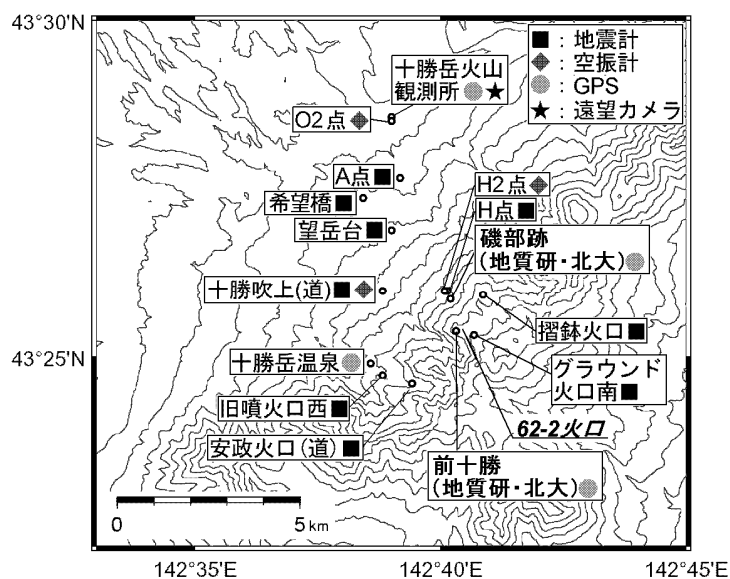 43°30'N
■：地震計
◆：空振計
●：GPS
★：遠望カメラ
十勝岳火山
観測所●★
O2点◆
A点■
希望橋■
望岳台■
H2点◆
H点■
磯部跡
(地質研・北大)●
十勝吹上(道)■◆
摺鉢火口■
43°25'N
十勝岳温泉●
グラウンド
火口南■
旧噴火口西■
62-2火口
安政火口(道)■
前十勝
(地質研・北大)●
0 5 km
142°35'E 142°40'E 142°45'E